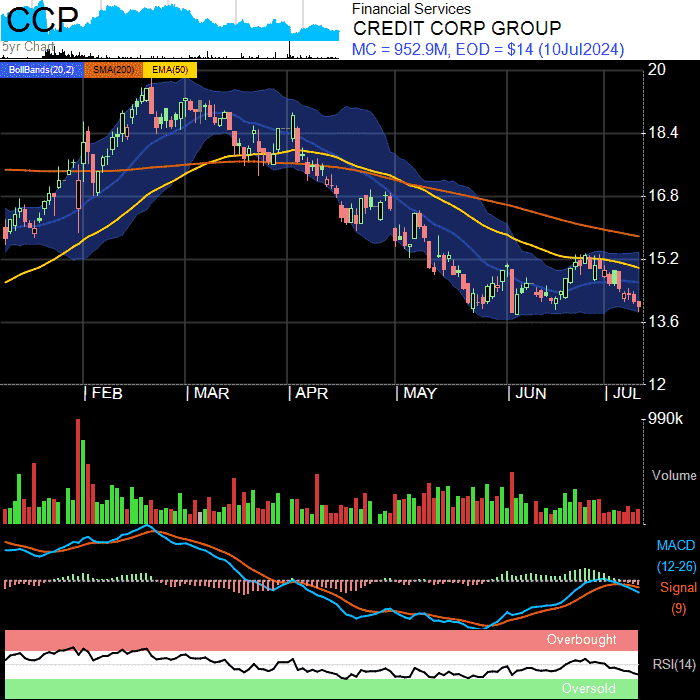 CCP
5yr Chart
Financial Services
CREDIT CORP GROUP
MC = 952.9M, EOD = $14 (10Jul2024)
BollBands(20,2) SMA(200) EMA(50)
20
18.4
16.8
15.2
13.6
12
FEB MAR APR MAY JUN JUL
990k
Volume
MACD
(12-26)
Signal
(9)
Overbought
RSI(14)
Oversold